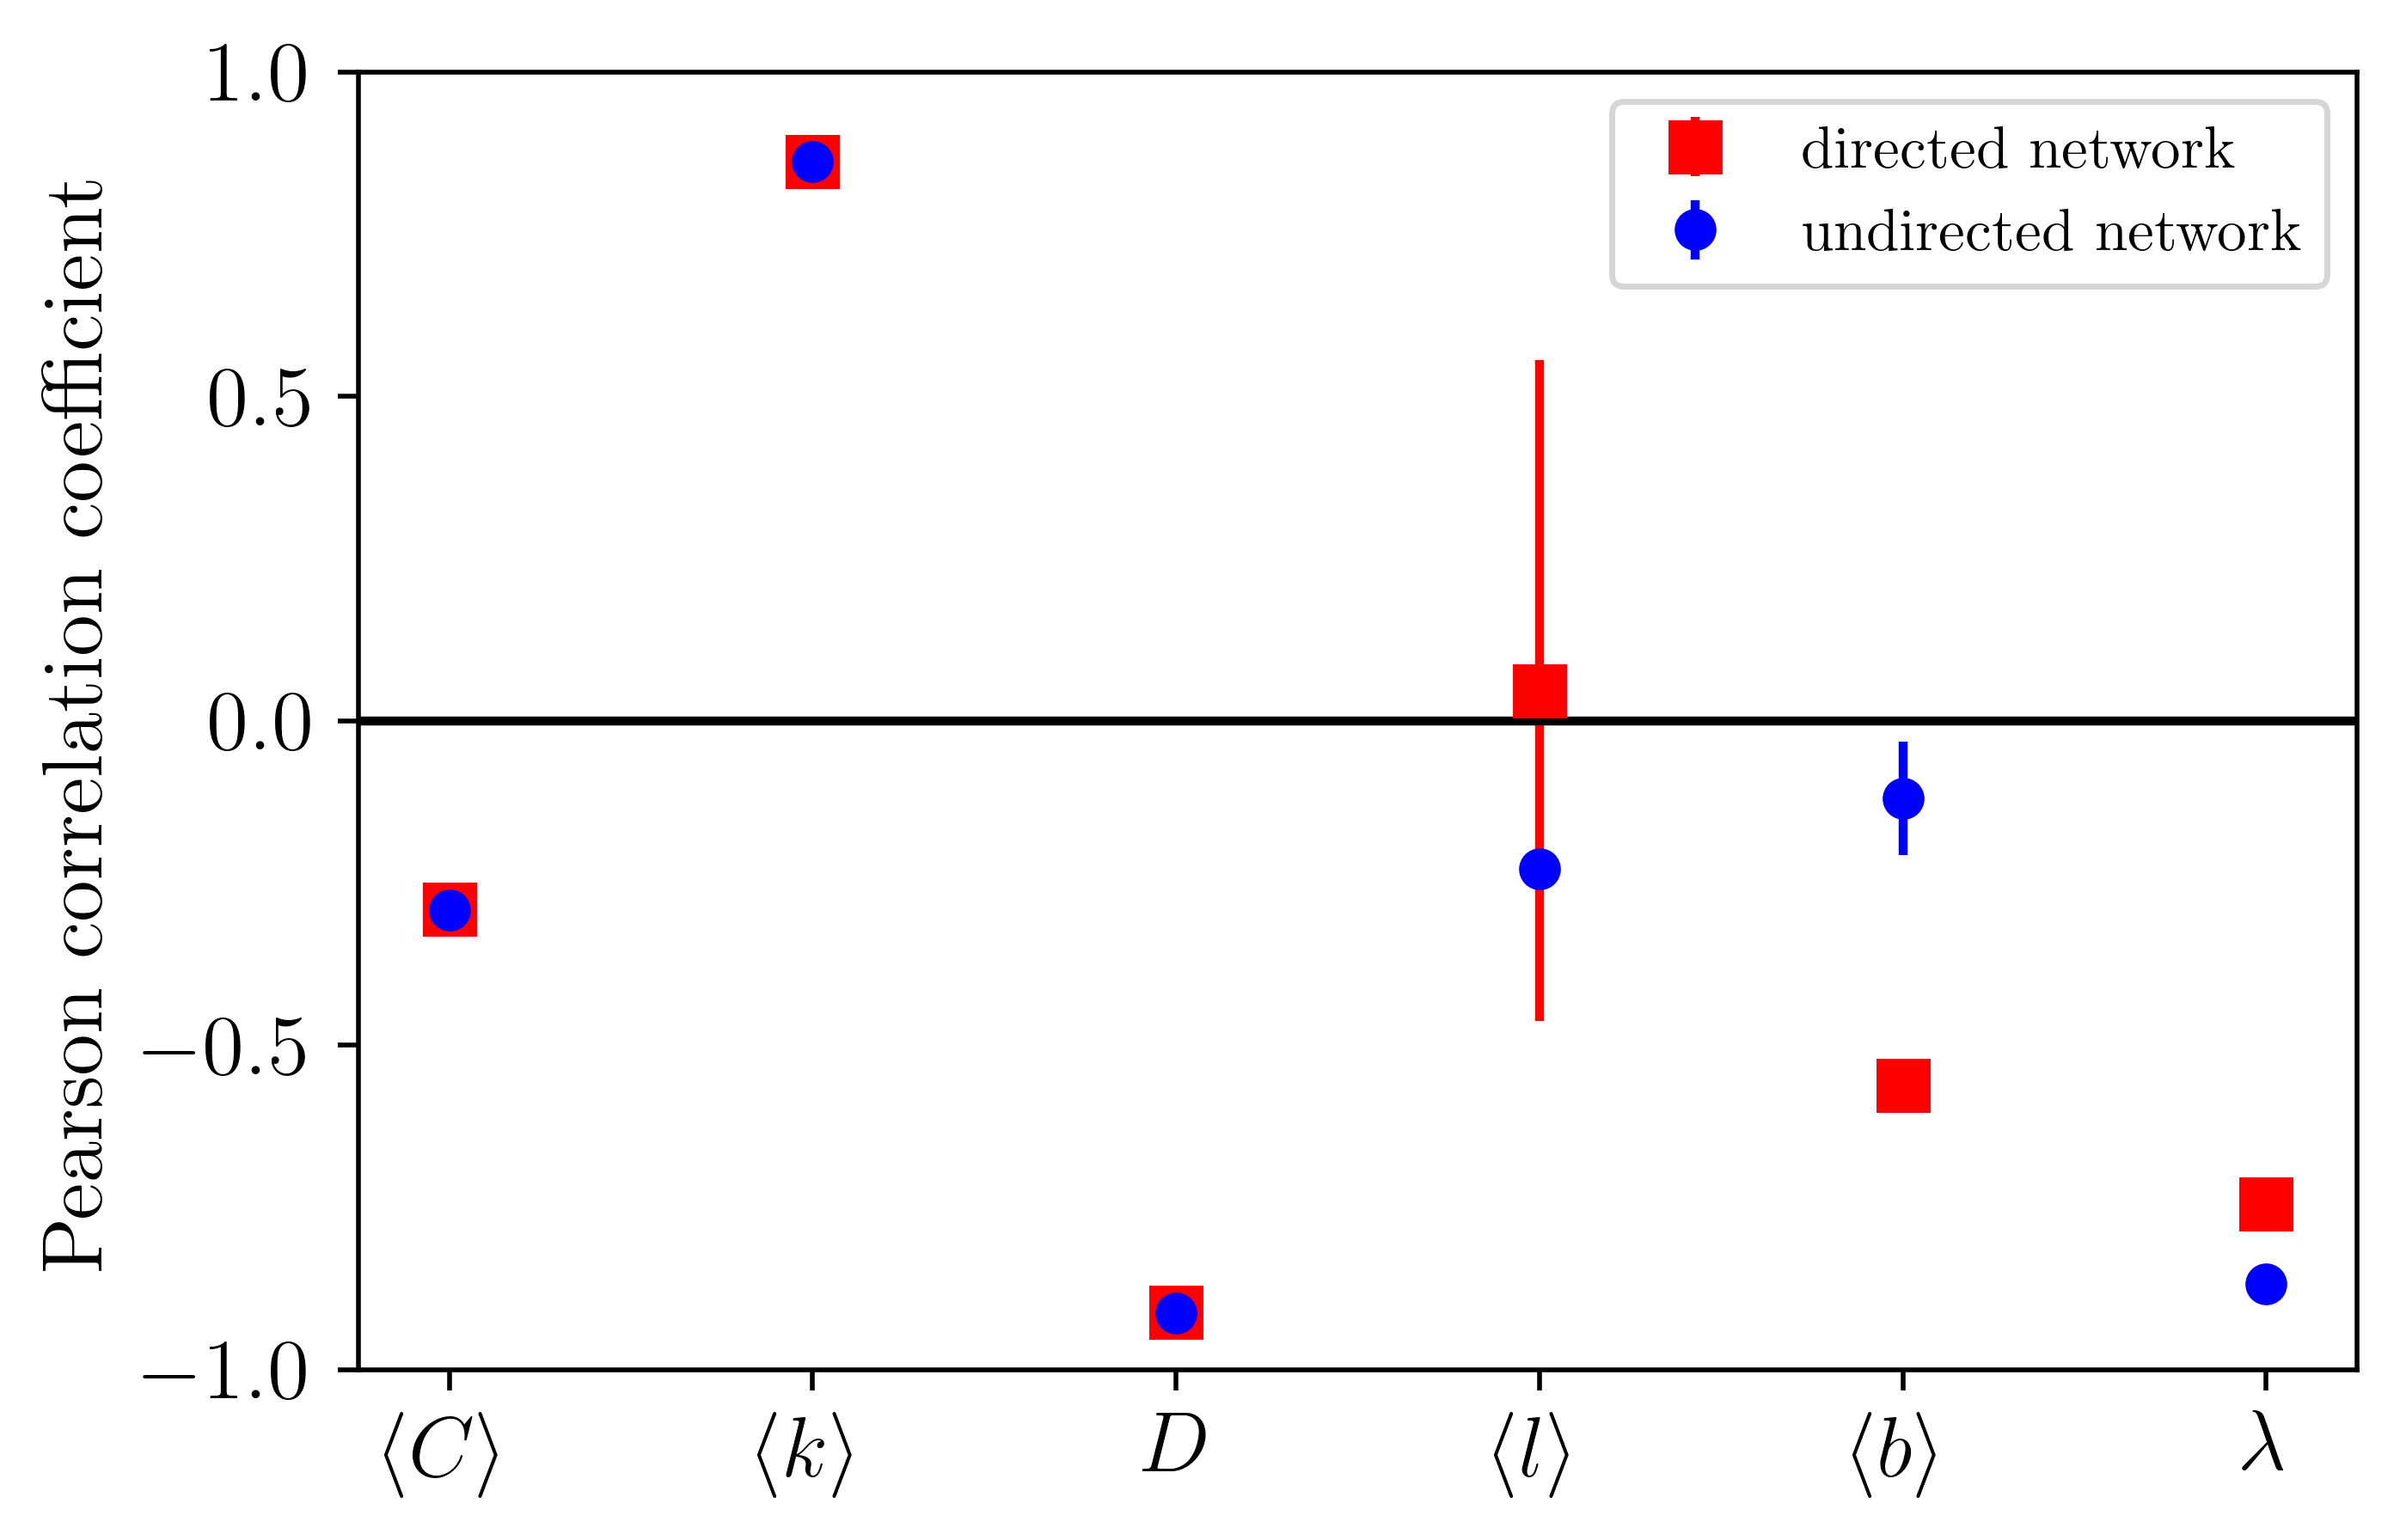 Pearson correlation coefficient
1.0
0.5
0.0
−0.5
−1.0
directed network
undirected network
⟨C⟩ ⟨k⟩ D ⟨l⟩ ⟨b⟩ λ